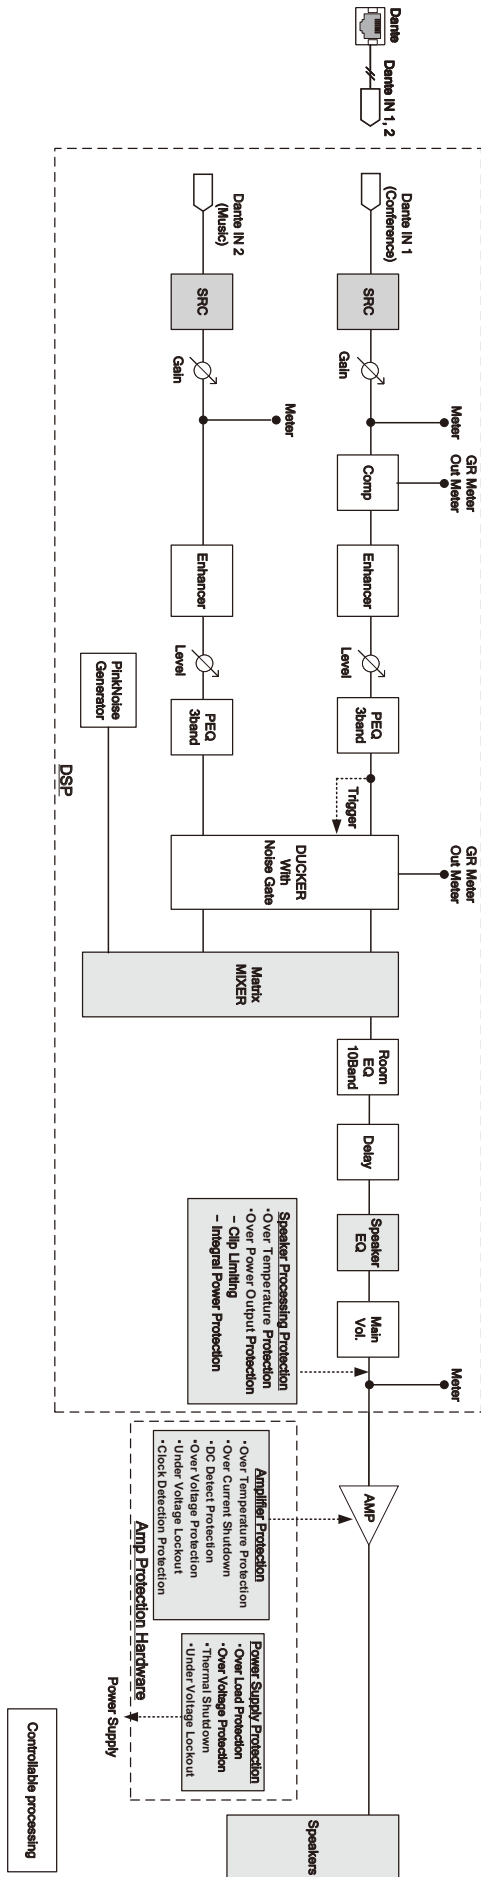 Dante
Dante IN 1, 2
Dante IN 1
(Conference)
SRC
Gain
Meter
Comp
GR Meter
Out Meter
Enhancer
Level
PEQ
3band
Trigger
Dante IN 2
(Music)
SRC
Gain
Meter
Enhancer
Level
PEQ
3band
PinkNoise
Generator
DSP
DUCKER
With
Noise Gate
GR Meter
Out Meter
Matrix
MIXER
Room
EQ
10Band
Delay
Speaker
EQ
Main
Vol.
Meter
Speaker Processing Protection
•Over Temperature Protection
•Over Power Output Protection
– Clip Limiting
– Integral Power Protection
AMP
Amplifier Protection
•Over Temperature Protection
•Over Current Shutdown
•DC Detect Protection
•Over Voltage Protection
•Under Voltage Lockout
•Clock Detection Protection
Power Supply Protection
•Over Load Protection
•Over Voltage Protection
•Thermal Shutdown
•Under Voltage Lockout
Amp Protection Hardware
Power Supply
Speakers
Controllable processing